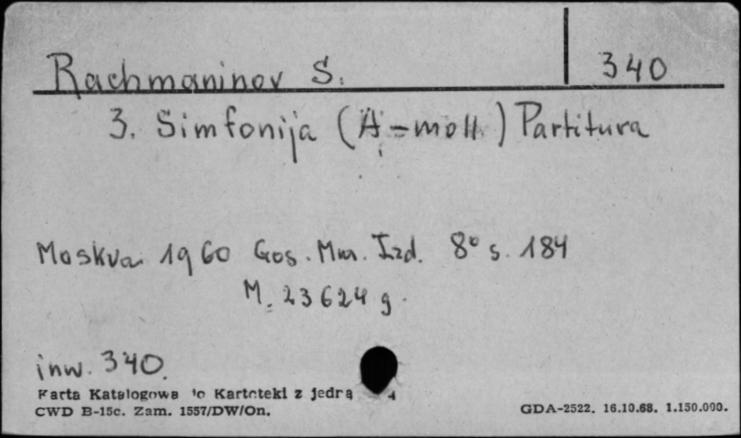 Rachmaninov S. 340
3. Simfonija (A-moll) Partitura
Moskva 1960 Gos. Muz. Izd. 8° s. 184
M. 23624 g.
inw. 340.
Karta Katalogowa do Kartoteki z jedrą
CWD B-15c. Zam. 1557/DW/On.
GDA-2522. 16.10.68. 1.150.000.